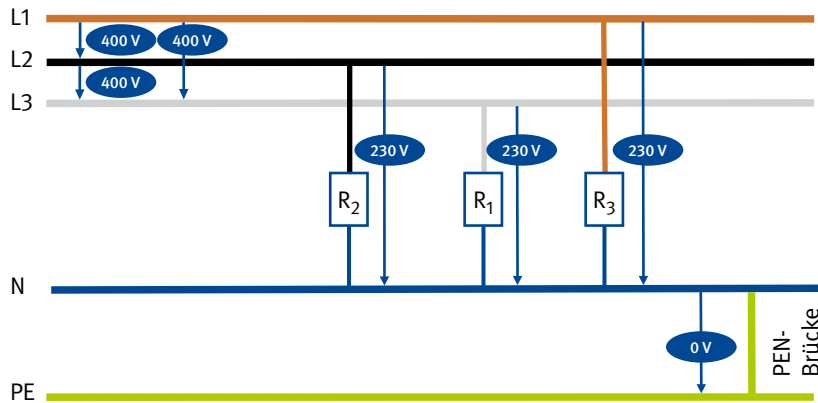 L1
400 V 400 V
L2
400 V
L3
230 V 230 V 230 V
R2 R1 R3
N
0 V
PEN-
Brücke
PE